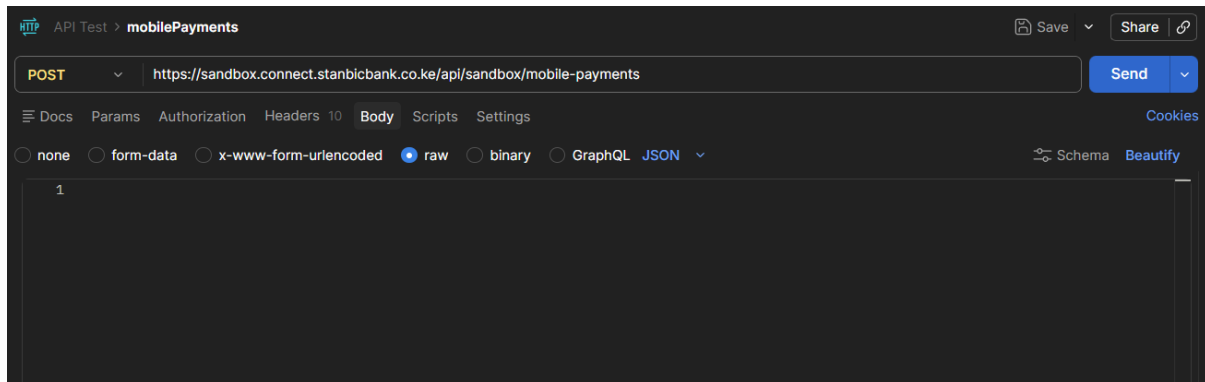 HTTP API Test > mobilePayments Save Share
POST https://sandbox.connect.stanbicbank.co.ke/api/sandbox/mobile-payments Send
Docs Params Authorization Headers 10 Body Scripts Settings Cookies
none form-data x-www-form-urlencoded raw binary GraphQL JSON Schema Beautify
1